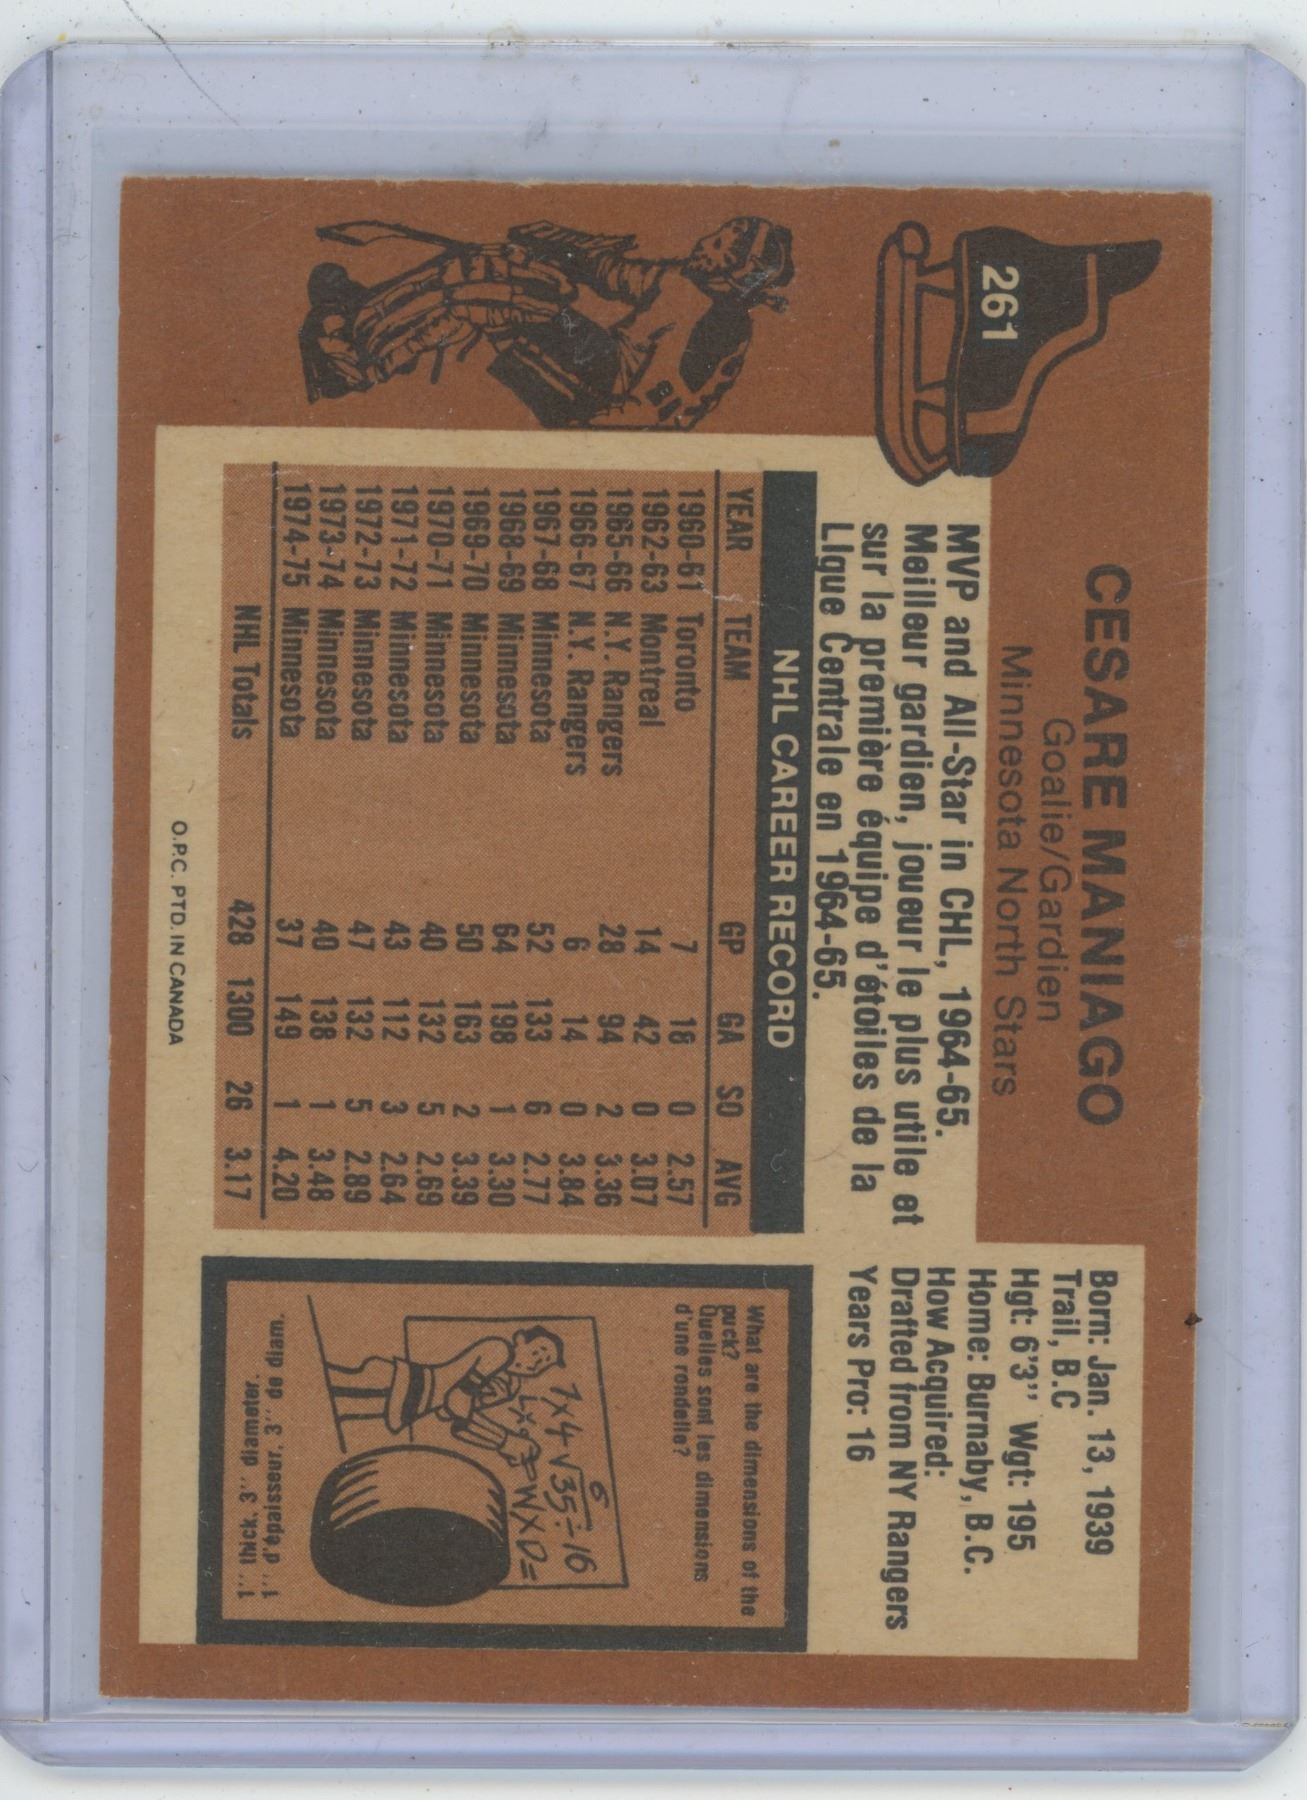 261
CESARE MANIAGO
Goalie/Gardien
Minnesota North Stars
MVP and All-Star in CHL, 1964-65.
Meilleur gardien, joueur le plus utile et
sur la première équipe d'étoiles de la
Ligue Centrale en 1964-65.
Born: Jan. 13, 1939
Trail, B.C
Hgt: 6'3" Wgt: 195
Home: Burnaby, B.C.
How Acquired:
Drafted from NY Rangers
Years Pro: 16
NHL CAREER RECORD
YEAR TEAM GP GA SO AVG
1960-61 Toronto 7 18 0 2.57
1962-63 Montreal 14 42 0 3.07
1965-66 N.Y. Rangers 28 94 2 3.36
1966-67 N.Y. Rangers 6 14 0 3.84
1967-68 Minnesota 52 133 6 2.77
1968-69 Minnesota 64 198 1 3.30
1969-70 Minnesota 50 163 2 3.39
1970-71 Minnesota 40 132 5 2.69
1971-72 Minnesota 43 112 3 2.64
1972-73 Minnesota 47 132 5 2.89
1973-74 Minnesota 40 138 1 3.48
1974-75 Minnesota 37 149 1 4.20
NHL Totals 428 1300 26 3.17
What are the dimensions of the
puck?
Quelles sont les dimensions
d'une rondelle?
6
7×4√35÷16
=W×D=
1", thick, 3", diameter.
1", d'épaisseur, 3", de diam.
O.P.C. PTD. IN CANADA